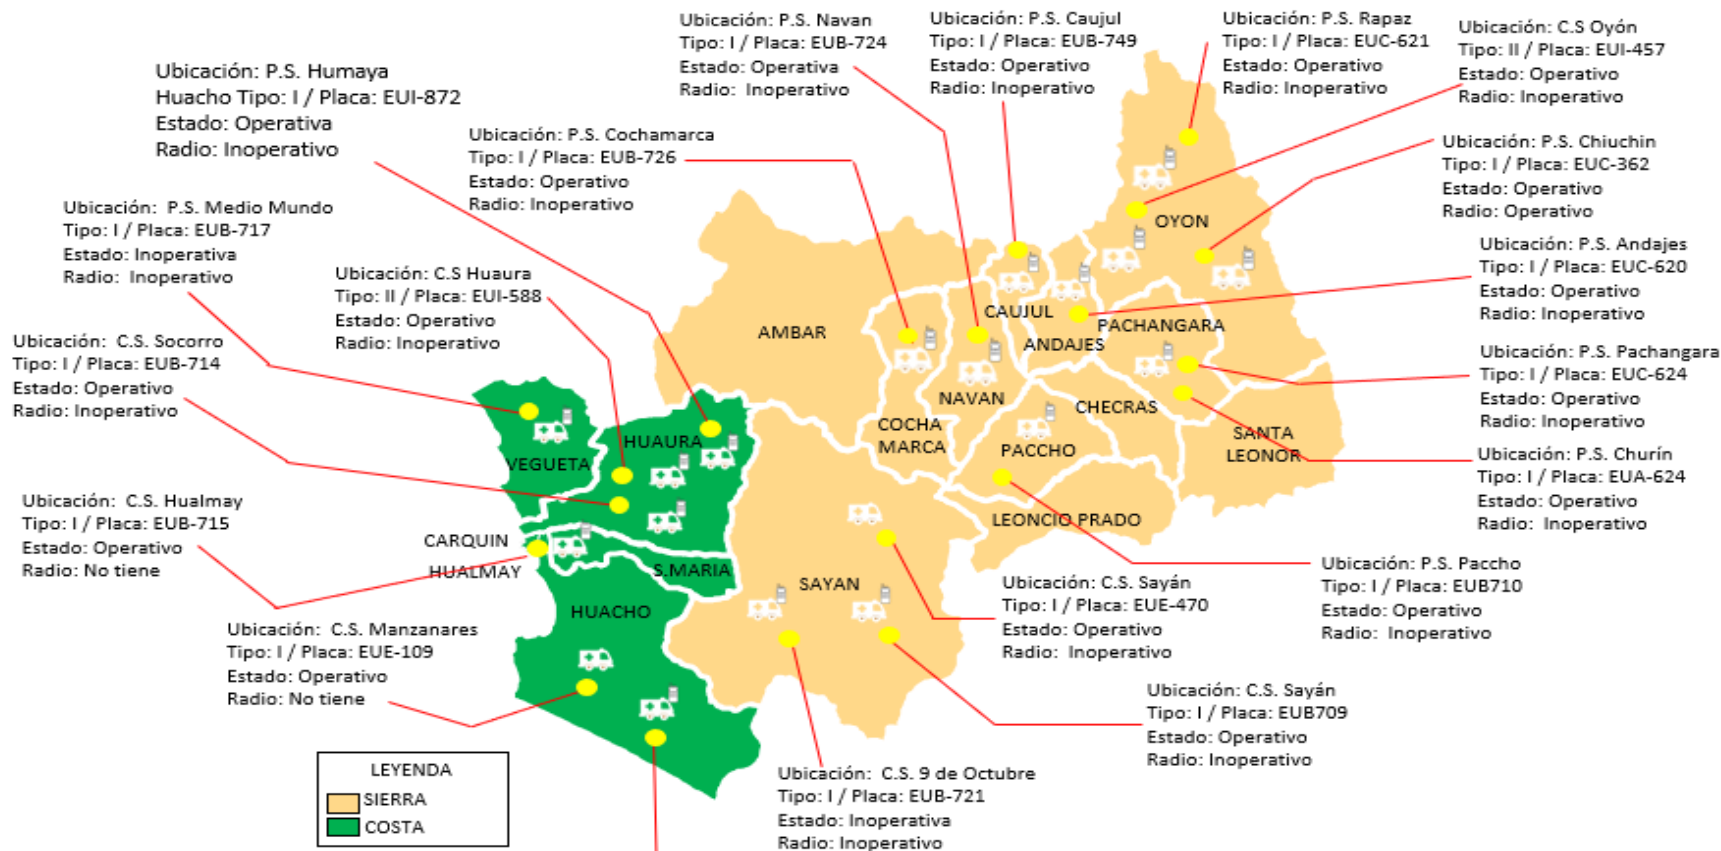 Ubicación: P.S. Humaya
Huacho Tipo: I / Placa: EUI-872
Estado: Operativa
Radio: Inoperativo
Ubicación: P.S. Navan
Tipo: I / Placa: EUB-724
Estado: Operativa
Radio: Inoperativo
Ubicación: P.S. Caujul
Tipo: I / Placa: EUB-749
Estado: Operativo
Radio: Inoperativo
Ubicación: P.S. Rapaz
Tipo: I / Placa: EUC-621
Estado: Operativo
Radio: Inoperativo
Ubicación: C.S Oyón
Tipo: II / Placa: EUI-457
Estado: Operativo
Radio: Inoperativo
Ubicación: P.S. Cochamarca
Tipo: I / Placa: EUB-726
Estado: Operativo
Radio: Inoperativo
Ubicación: P.S. Chiuchin
Tipo: I / Placa: EUC-362
Estado: Operativo
Radio: Operativo
Ubicación: P.S. Medio Mundo
Tipo: I / Placa: EUB-717
Estado: Inoperativa
Radio: Inoperativo
Ubicación: C.S Huaura
Tipo: II / Placa: EUI-588
Estado: Operativo
Radio: Inoperativo
Ubicación: P.S. Andajes
Tipo: I / Placa: EUC-620
Estado: Operativo
Radio: Inoperativo
Ubicación: C.S. Socorro
Tipo: I / Placa: EUB-714
Estado: Operativo
Radio: Inoperativo
Ubicación: P.S. Pachangara
Tipo: I / Placa: EUC-624
Estado: Operativo
Radio: Inoperativo
Ubicación: P.S. Churín
Tipo: I / Placa: EUA-624
Estado: Operativo
Radio: Inoperativo
Ubicación: C.S. Hualmay
Tipo: I / Placa: EUB-715
Estado: Operativo
Radio: No tiene
Ubicación: P.S. Paccho
Tipo: I / Placa: EUB710
Estado: Operativo
Radio: Inoperativo
Ubicación: C.S. Sayán
Tipo: I / Placa: EUE-470
Estado: Operativo
Radio: Inoperativo
Ubicación: C.S. Manzanares
Tipo: I / Placa: EUE-109
Estado: Operativo
Radio: No tiene
Ubicación: C.S. Sayán
Tipo: I / Placa: EUB709
Estado: Operativo
Radio: Inoperativo
Ubicación: C.S. 9 de Octubre
Tipo: I / Placa: EUB-721
Estado: Inoperativa
Radio: Inoperativo
OYON
AMBAR
CAUJUL
PACHANGARA
ANDAJES
NAVAN
CHECRAS
COCHA
MARCA
SANTA
LEONOR
PACCHO
HUAURA
VEGUETA
LEONCIO PRADO
CARQUIN
HUALMAY
S.MARIA
SAYAN
HUACHO
LEYENDA
SIERRA
COSTA